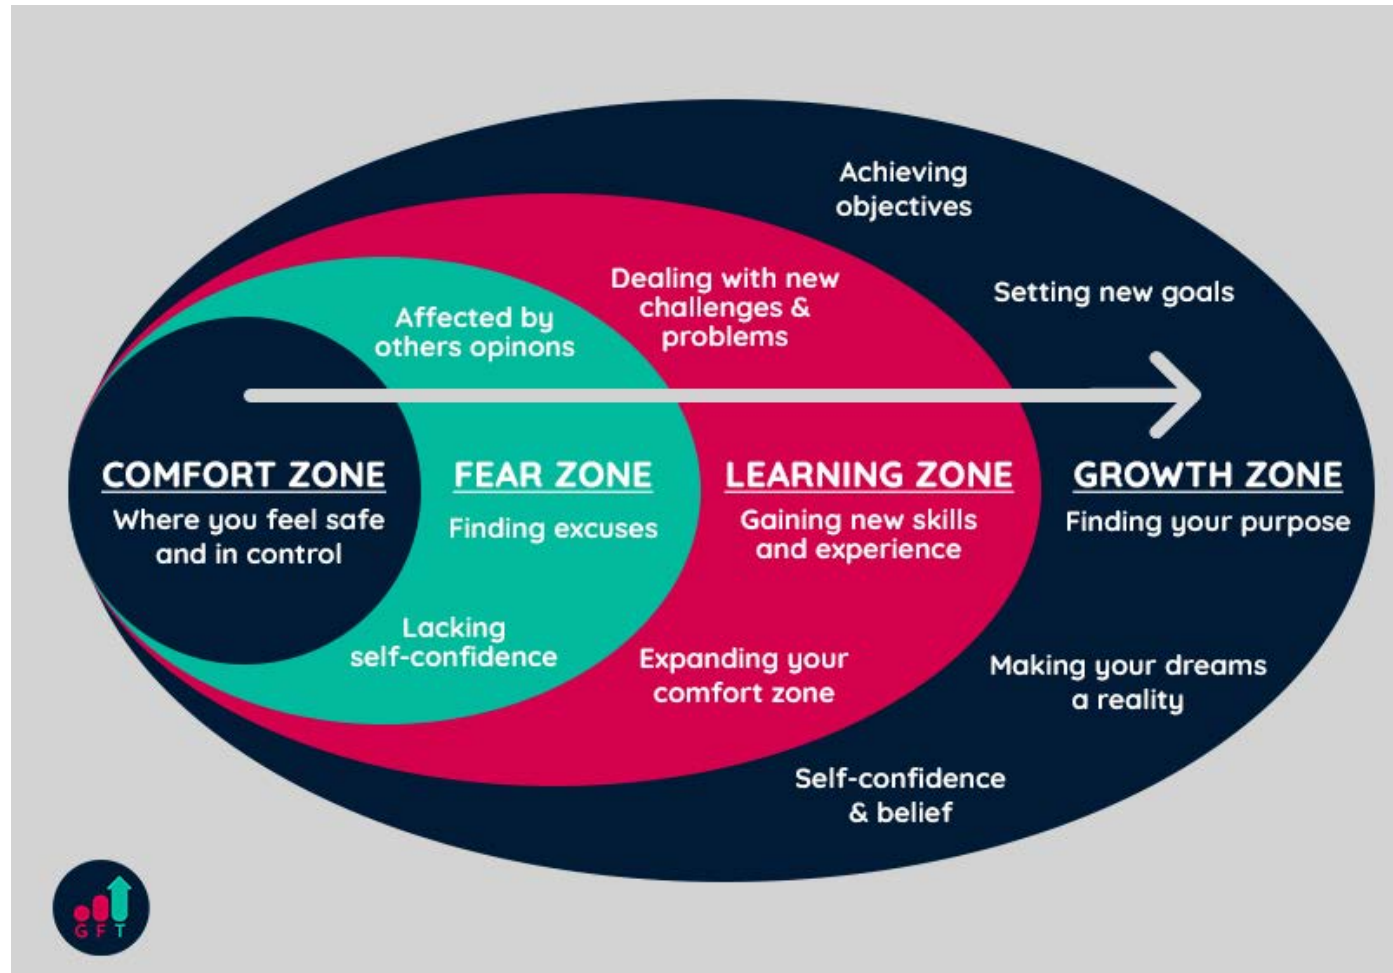 COMFORT ZONE
Where you feel safe
and in control
Affected by
others opinons
FEAR ZONE
Finding excuses
Lacking
self-confidence
Dealing with new
challenges &
problems
LEARNING ZONE
Gaining new skills
and experience
Expanding your
comfort zone
Achieving
objectives
Setting new goals
GROWTH ZONE
Finding your purpose
Making your dreams
a reality
Self-confidence
& belief
G F T